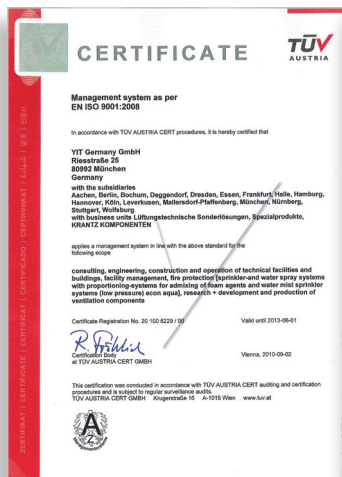 CERTIFICATE
TÜV
AUSTRIA
Management system as per
EN ISO 9001:2008
In accordance with TÜV AUSTRIA CERT procedures, it is hereby certified that
YIT Germany GmbH
Riesstraße 25
80992 München
Germany
with the subsidiaries
Aachen, Berlin, Bochum, Deggendorf, Dresden, Essen, Frankfurt, Halle, Hamburg,
Hannover, Köln, Leverkusen, Mallersdorf-Pfaffenberg, München, Nürnberg,
Stuttgart, Wolfsburg
with business units Lüftungstechnische Sonderlösungen, Spezialprodukte,
KRANTZ KOMPONENTEN
applies a management system in line with the above standard for the
following scope
consulting, engineering, construction and operation of technical facilities and
buildings, facility management, fire protection [sprinkler-and water spray systems
with proportioning-systems for admixing of foam agents and water mist sprinkler
systems (low pressure) econ aqua], research + development and production of
ventilation components
Certificate Registration No. 20 100 6229 / 00
Valid until 2013-06-01
R. Fröhlich
Certification Body
at TÜV AUSTRIA CERT GMBH
Vienna, 2010-09-02
This certification was conducted in accordance with TÜV AUSTRIA CERT auditing and certification
procedures and is subject to regular surveillance audits.
TÜV AUSTRIA CERT GMBH Krugerstraße 16 A-1015 Wien www.tuv.at
ZERTIFIKAT | CERTIFICATE | CERTIFICAT | CERTIFICADO | СЕРТИФИКАТ